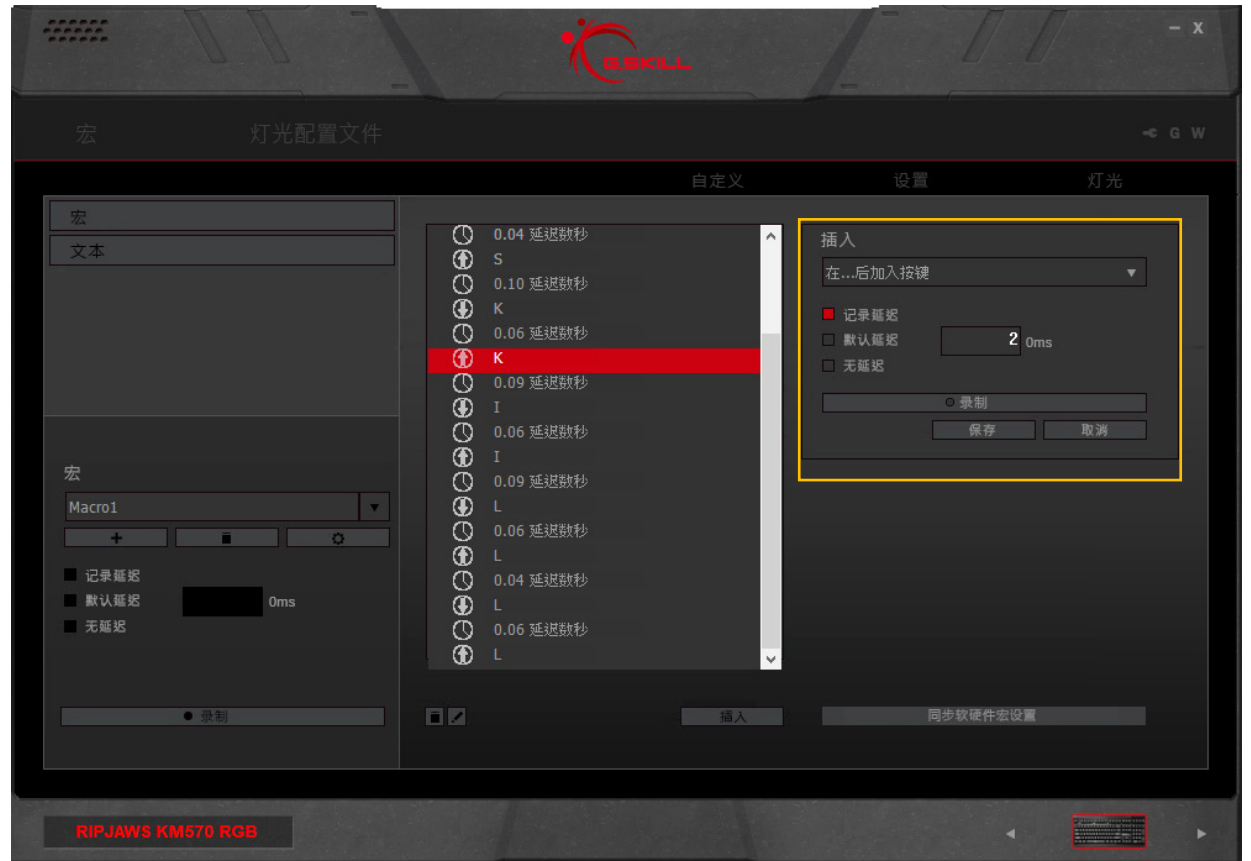 G.SKILL
- x
宏 灯光配置文件
G W
自定义 设置 灯光
宏
文本
宏
Macro1
记录延迟
默认延迟 0ms
无延迟
录制
0.04 延迟数秒
S
0.10 延迟数秒
K
0.06 延迟数秒
K
0.09 延迟数秒
I
0.06 延迟数秒
I
0.09 延迟数秒
L
0.06 延迟数秒
L
0.04 延迟数秒
L
0.06 延迟数秒
L
插入
插入
在...后加入按键
记录延迟
默认延迟 2 0ms
无延迟
录制
保存 取消
同步软硬件宏设置
RIPJAWS KM570 RGB